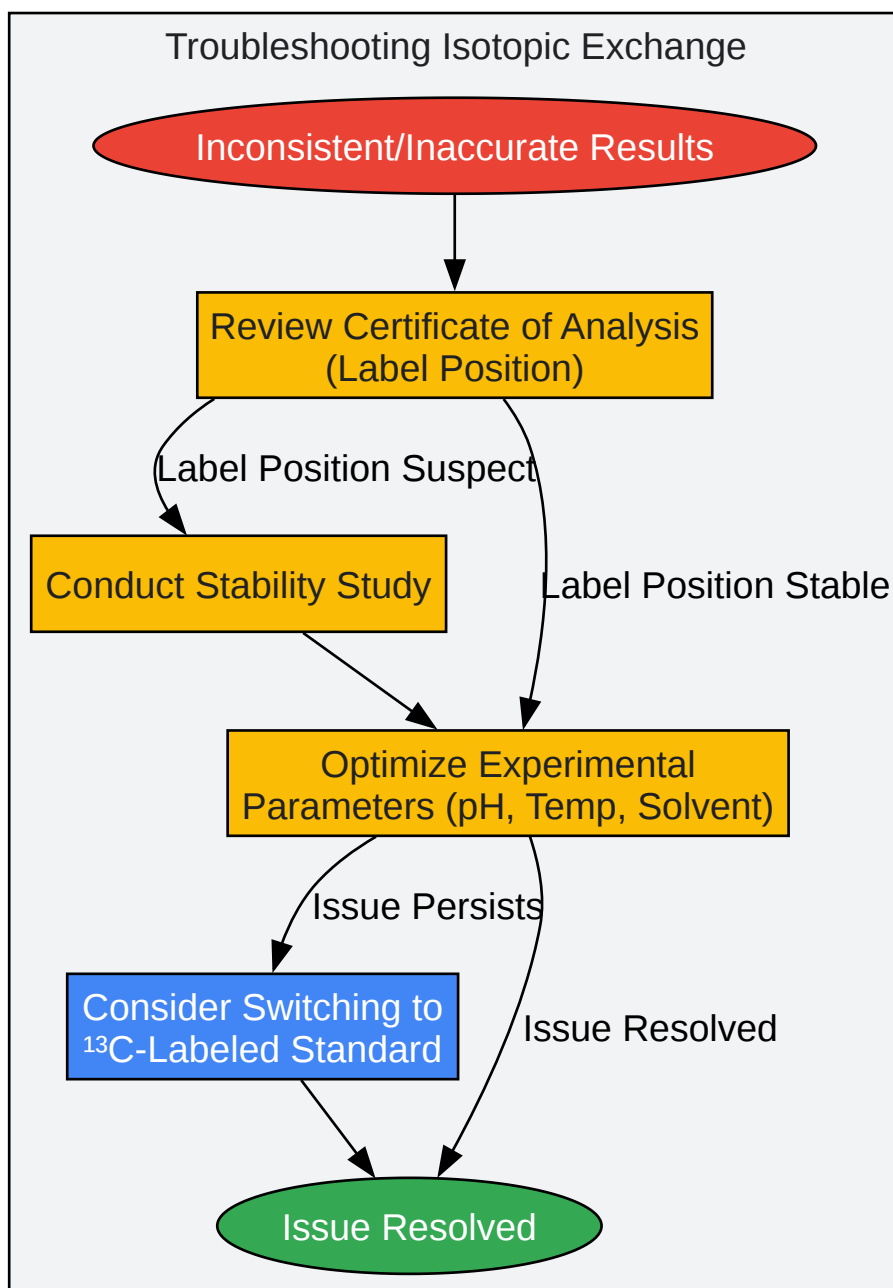 Troubleshooting Isotopic Exchange
Inconsistent/Inaccurate Results
Review Certificate of Analysis
(Label Position)
Label Position Suspect
Conduct Stability Study
Label Position Stable
Optimize Experimental
Parameters (pH, Temp, Solvent)
Issue Persists
Consider Switching to
¹³C-Labeled Standard
Issue Resolved
Issue Resolved